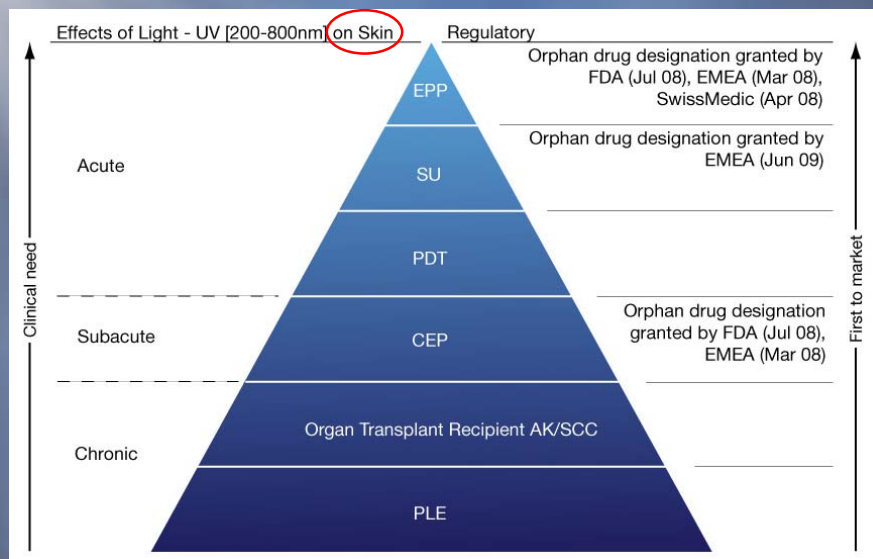 Effects of Light - UV [200-800nm] on Skin
Regulatory
EPP
Orphan drug designation granted by
FDA (Jul 08), EMEA (Mar 08),
SwissMedic (Apr 08)
Acute
SU
Orphan drug designation granted by
EMEA (Jun 09)
PDT
Clinical need
First to market
Subacute
CEP
Orphan drug designation
granted by FDA (Jul 08),
EMEA (Mar 08)
Chronic
Organ Transplant Recipient AK/SCC
PLE